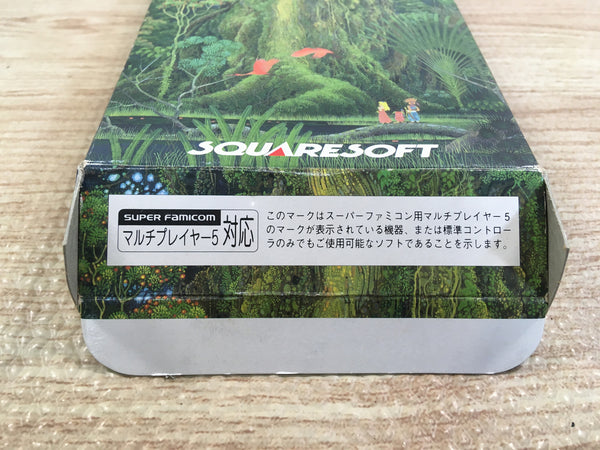 SQUARESOFT
SUPER FAMICOM
マルチプレイヤー5 対応
このマークはスーパーファミコン用マルチプレイヤー5
のマークが表示されている機器、または標準コントロー
ラのみでもご使用可能なソフトであることを示します。